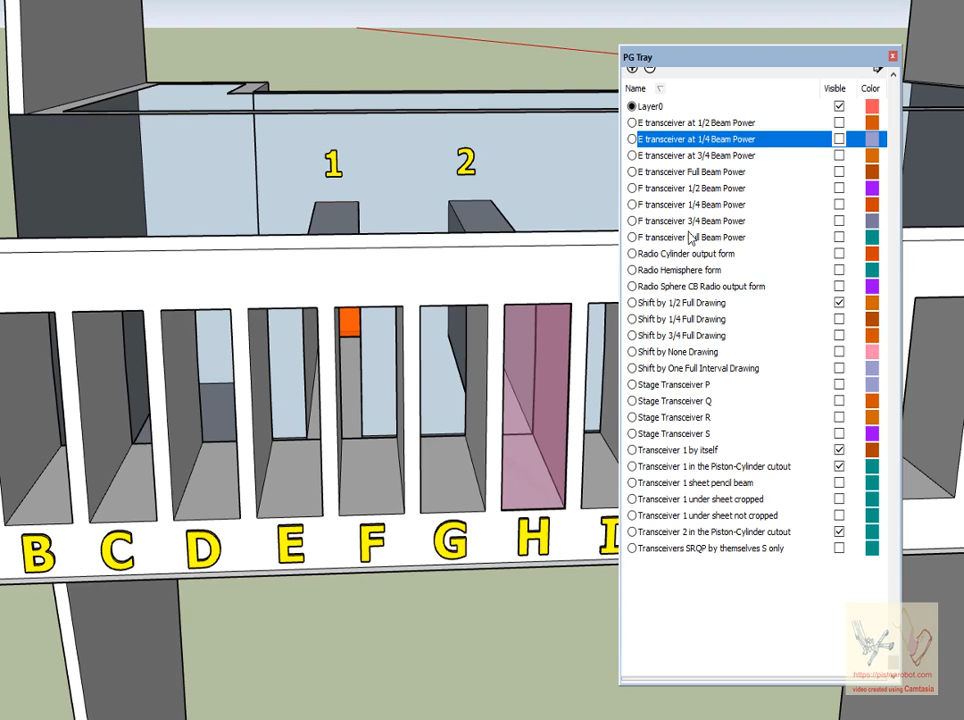 PG Tray
Name Visible Color
Layer0
E transceiver at 1/2 Beam Power
E transceiver at 1/4 Beam Power
E transceiver at 3/4 Beam Power
E transceiver Full Beam Power
F transceiver 1/2 Beam Power
F transceiver 1/4 Beam Power
F transceiver 3/4 Beam Power
F transceiver Full Beam Power
Radio Cylinder output form
Radio Hemisphere form
Radio Sphere CB Radio output form
Shift by 1/2 Full Drawing
Shift by 1/4 Full Drawing
Shift by 3/4 Full Drawing
Shift by None Drawing
Shift by One Full Interval Drawing
Stage Transceiver P
Stage Transceiver Q
Stage Transceiver R
Stage Transceiver S
Transceiver 1 by itself
Transceiver 1 in the Piston-Cylinder cutout
Transceiver 1 sheet pencil beam
Transceiver 1 under sheet cropped
Transceiver 1 under sheet not cropped
Transceiver 2 in the Piston-Cylinder cutout
Transceivers SRQP by themselves S only
1 2
B C D E F G H I
video created using Camtasia